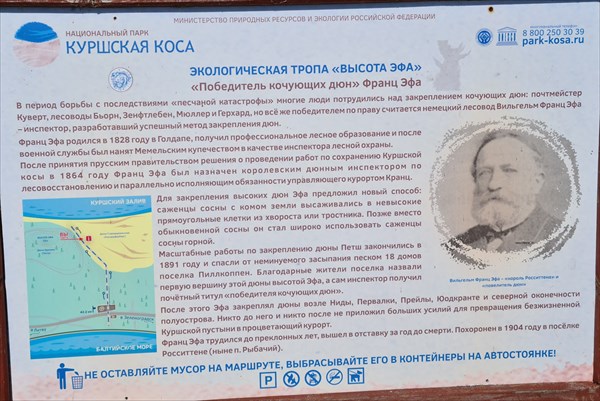 МИНИСТЕРСТВО ПРИРОДНЫХ РЕСУРСОВ И ЭКОЛОГИИ РОССИЙСКОЙ ФЕДЕРАЦИИ
НАЦИОНАЛЬНЫЙ ПАРК
КУРШСКАЯ КОСА
8 800 250 30 39
park-kosa.ru
ЭКОЛОГИЧЕСКАЯ ТРОПА «ВЫСОТА ЭФА»
«Победитель кочующих дюн» Франц Эфа
В период борьбы с последствиями «песчаной катастрофы» многие люди потрудились над закреплением кочующих дюн: почтмейстер
Куверт, лесоводы Бьорн, Зенфтлебен, Мюллер и Герхард, но всё же победителем по праву считается немецкий лесовод Вильгельм Франц Эфа
– инспектор, разработавший успешный метод закрепления дюн.
Франц Эфа родился в 1828 году в Голдапе, получил профессиональное лесное образование и после
военной службы был нанят Мемельским купечеством в качестве инспектора лесной охраны.
После принятия прусским правительством решения о проведении работ по сохранению Куршской
косы в 1864 году Франц Эфа был назначен королевским дюнным инспектором по
лесовосстановлению и параллельно исполняющим обязанности управляющего курортом Кранц.
Для закрепления высоких дюн Эфа предложил новый способ:
саженцы сосны с комом земли высаживались в невысокие
прямоугольные клетки из хвороста или тростника. Позже вместо
обыкновенной сосны он стал широко использовать саженцы
сосны горной.
Масштабные работы по закреплению дюны Петш закончились в
1891 году и спасли от неминуемого засыпания песком 18 домов
поселка Пиллкоппен. Благодарные жители поселка назвали
первую вершину этой дюны высотой Эфа, а сам инспектор получил
почётный титул «победителя кочующих дюн».
После этого Эфа закреплял дюны возле Ниды, Первалки, Прейлы, Юодкранте и северной оконечности
полуострова. Никто до него и никто после не приложил больших усилий для превращения безжизненной
Куршской пустыни в процветающий курорт.
Франц Эфа трудился до преклонных лет, вышел в отставку за год до смерти. Похоронен в 1904 году в посёлке
Росситтене (ныне п. Рыбачий).
КУРШСКИЙ ЗАЛИВ
БАЛТИЙСКОЕ МОРЕ
Вильгельм Франц Эфа – «король Росситтена» и
НЕ ОСТАВЛЯЙТЕ МУСОР НА МАРШРУТЕ, ВЫБРАСЫВАЙТЕ ЕГО В КОНТЕЙНЕРЫ НА АВТОСТОЯНКЕ!
P